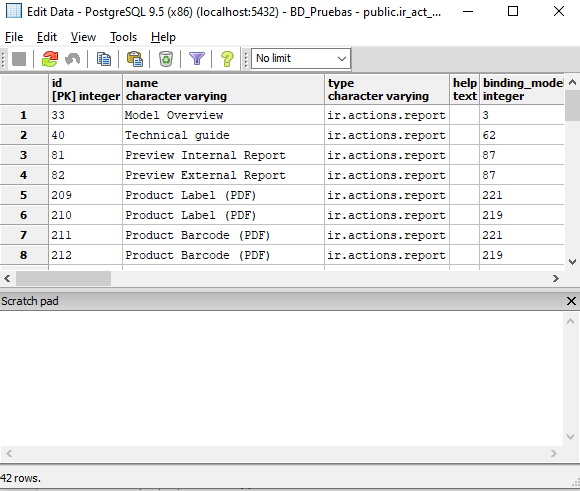 Edit Data - PostgreSQL 9.5 (x86) (localhost:5432) - BD_Pruebas - public.ir_act_...
File Edit View Tools Help
No limit
id name type help binding_model
[PK] integer character varying character varying text integer
1 33 Model Overview ir.actions.report 3
2 40 Technical guide ir.actions.report 62
3 81 Preview Internal Report ir.actions.report 87
4 82 Preview External Report ir.actions.report 87
5 209 Product Label (PDF) ir.actions.report 221
6 210 Product Label (PDF) ir.actions.report 219
7 211 Product Barcode (PDF) ir.actions.report 221
8 212 Product Barcode (PDF) ir.actions.report 219
Scratch pad
42 rows.